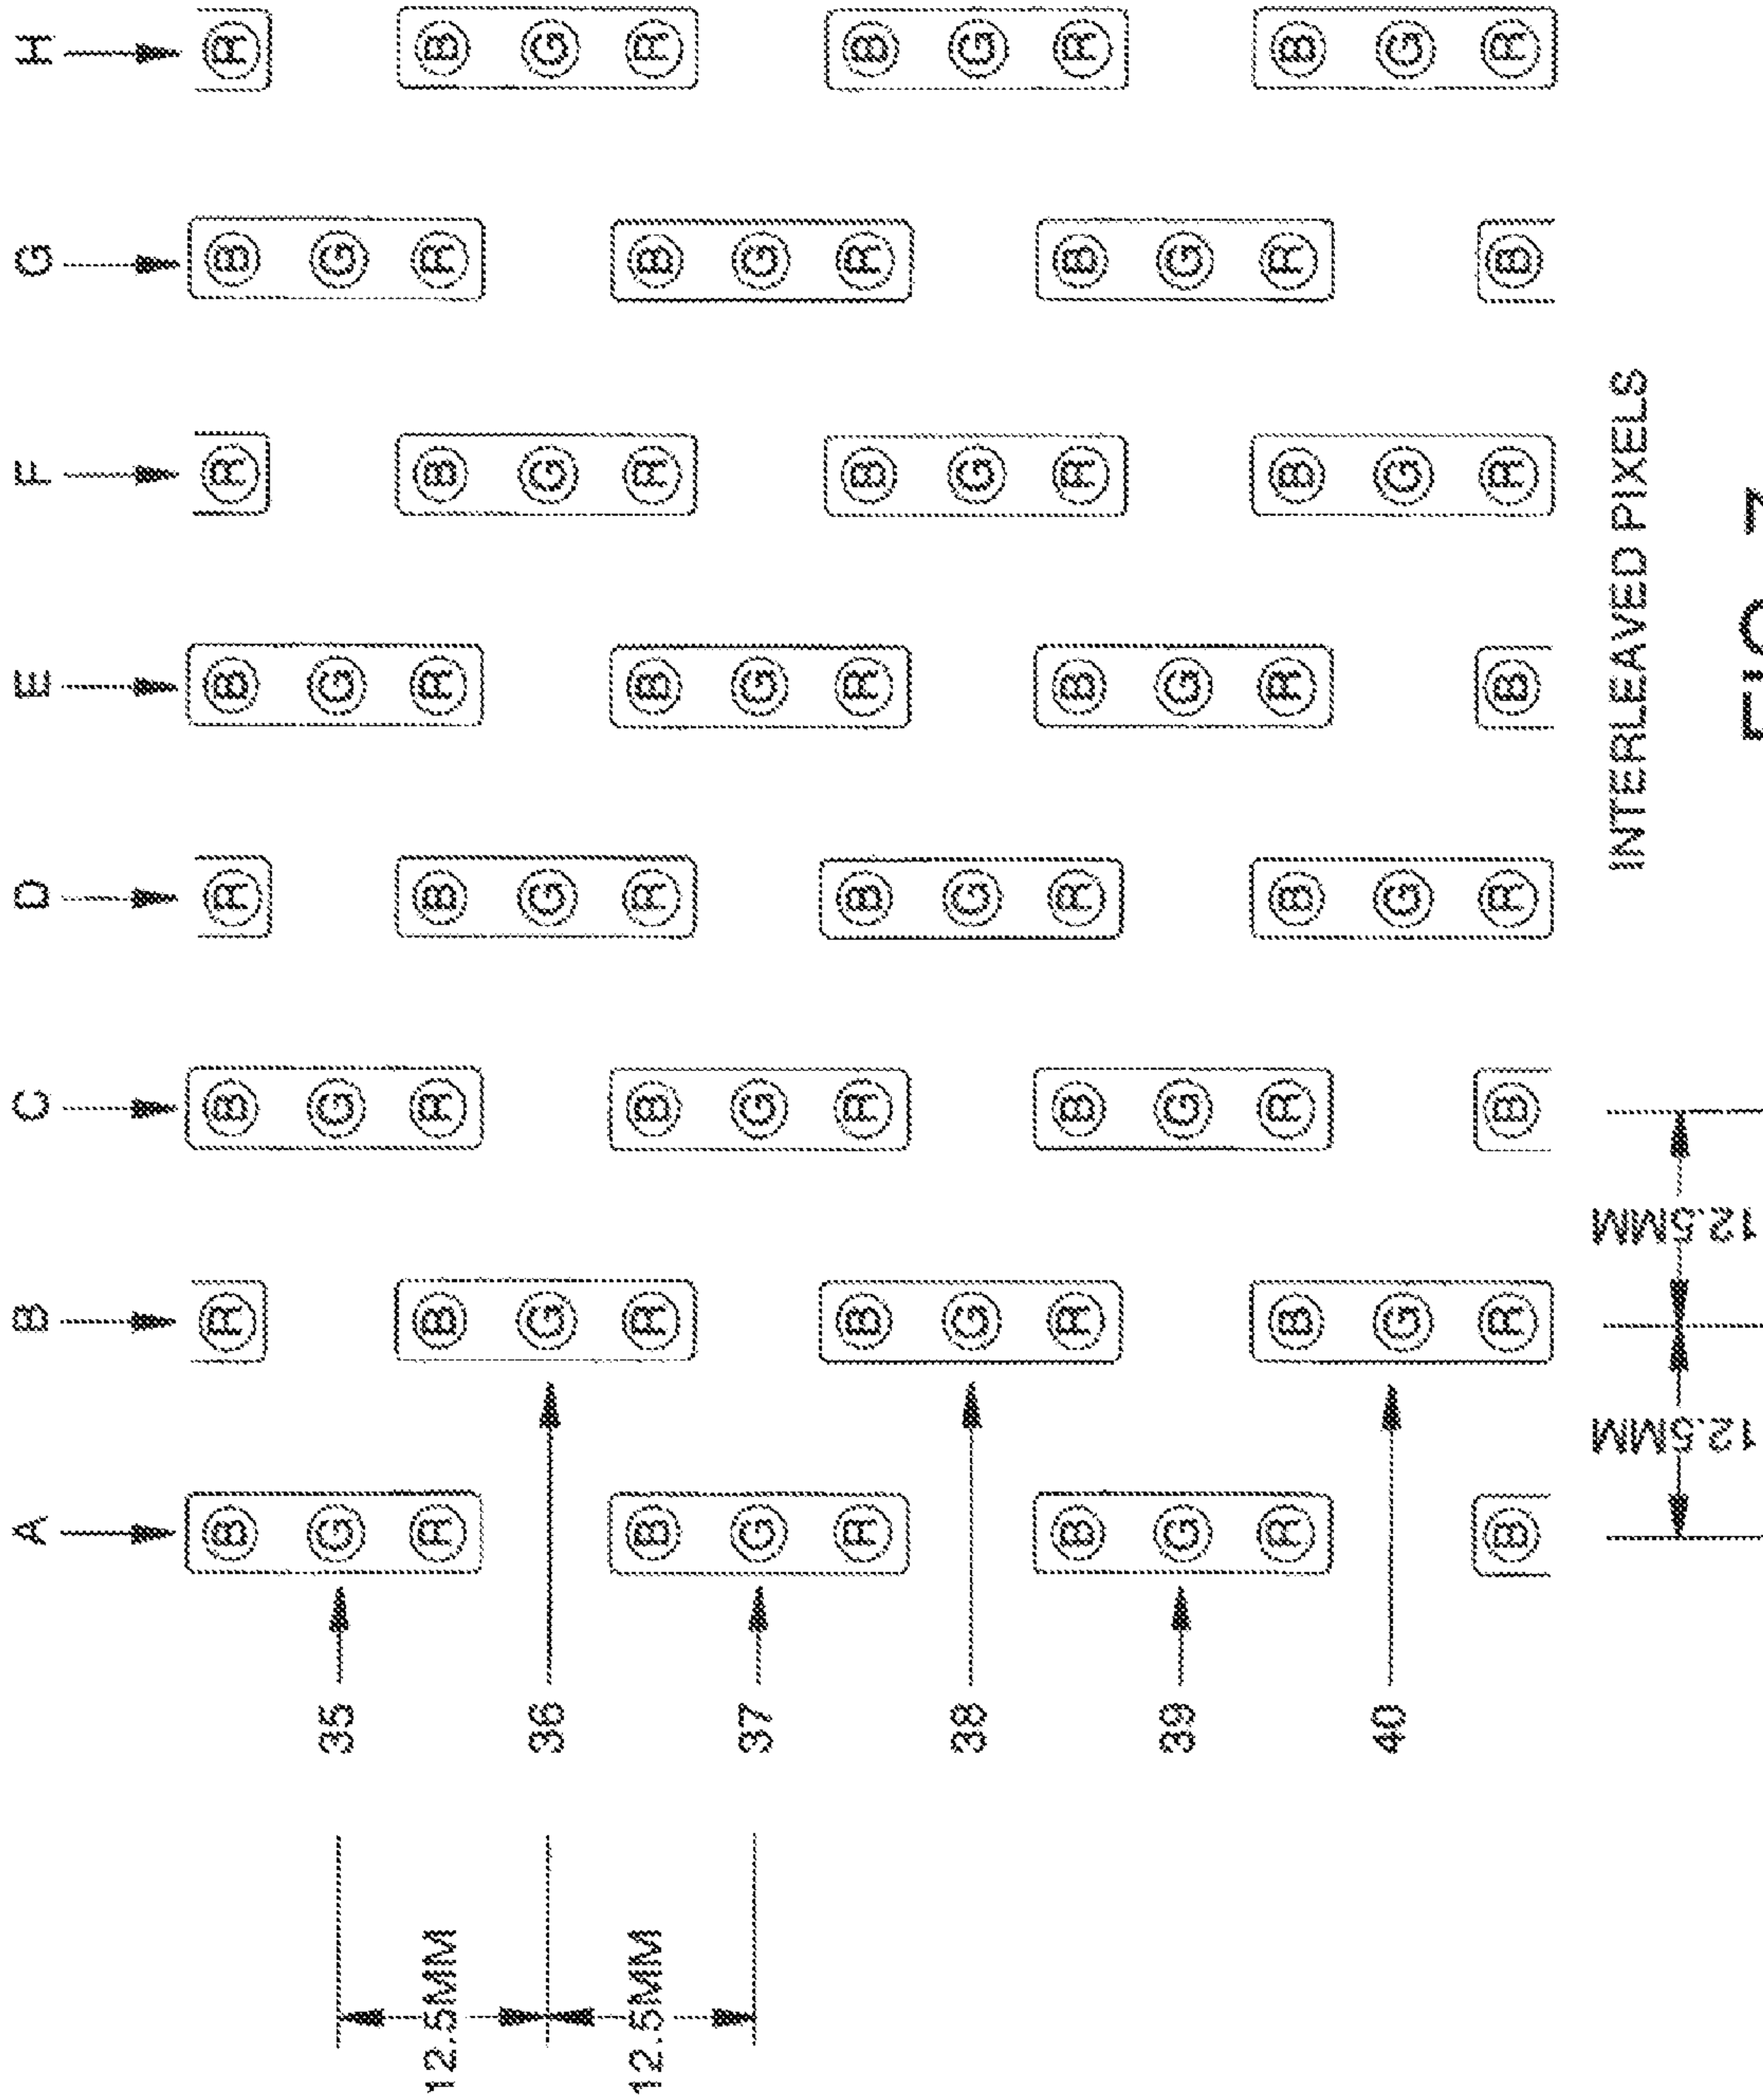 A B C D E F G H
B R B R B R B R
35 G G G G
12.5MM R B R B R B R B
36 G G G G
12.5MM B R B R B R B R
37 G G G G
R B R B R B R B
38 G G G G
B R B R B R B R
39 G G G G
R B R B R B R B
40 G G G G
B R B R B R B R
12.5MM 12.5MM
INTERLEAVED PIXELS